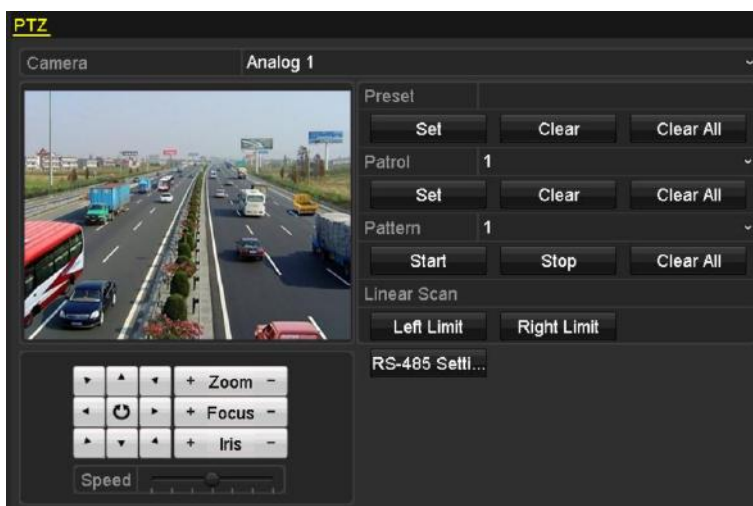 PTZ
Camera Analog 1
Preset
Set Clear Clear All
Patrol 1
Set Clear Clear All
Pattern 1
Start Stop Clear All
Linear Scan
Left Limit Right Limit
RS-485 Setti...
+ Zoom -
+ Focus -
+ Iris -
Speed